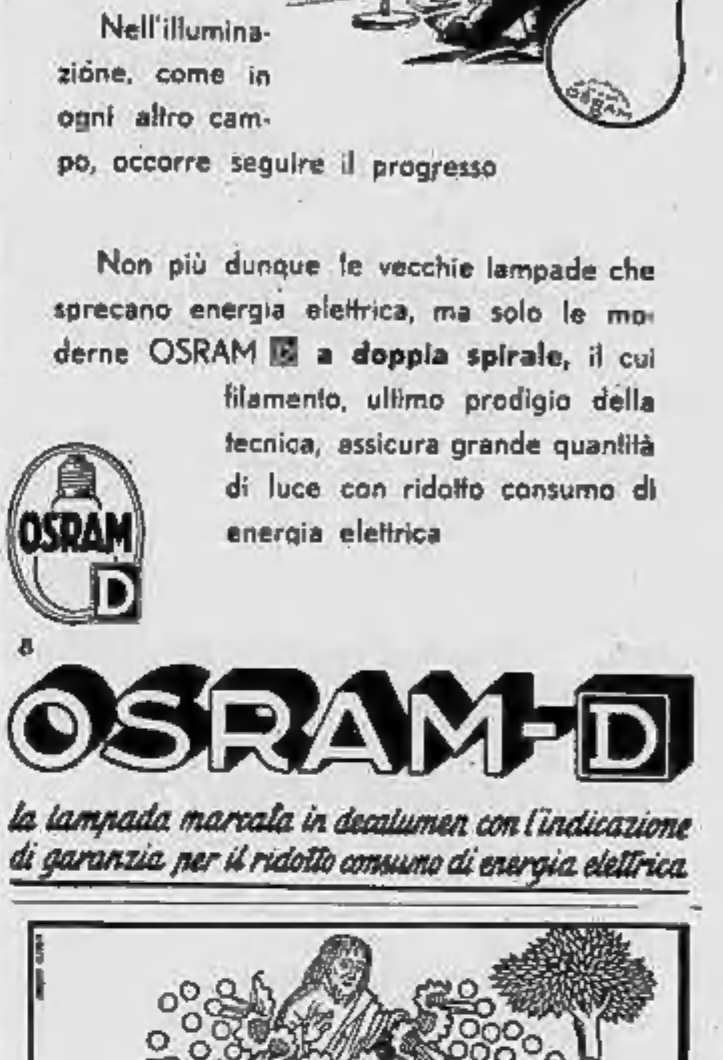 Nell'illumina-
zióne, come in
ogni altro cam-
po, occorre seguire il progresso
OSRAM
Non più dunque le vecchie lampade che
sprecano energia elettrica, ma solo le mo-
derne OSRAM D a doppia spirale, il cui
filamento, ultimo prodigio della
tecnica, assicura grande quantità
di luce con ridotto consumo di
energia elettrica
OSRAM
D
8
OSRAM-D
la lampada marcata in decalumen con l'indicazione
di garanzia per il ridotto consumo di energia elettrica